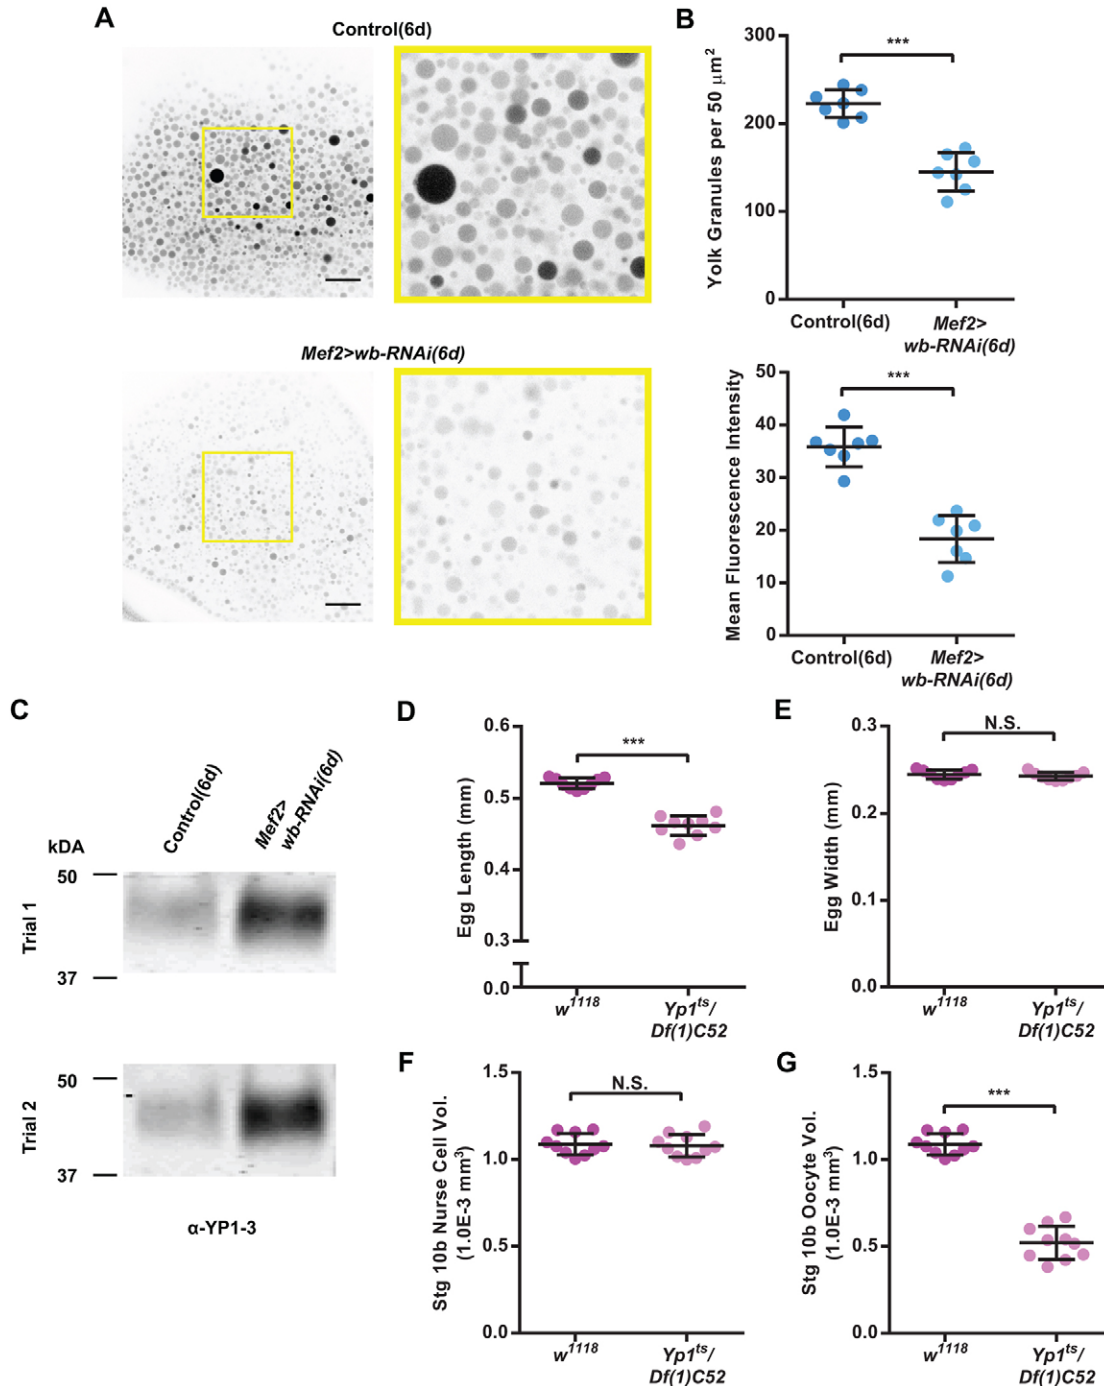 A
Control(6d)
Mef2>wb-RNAi(6d)
B
Yolk Granules per 50 μm²
300
200
100
0
***
Control(6d)
Mef2>
wb-RNAi(6d)
Mean Fluorescence Intensity
50
40
30
20
10
0
***
Control(6d)
Mef2>
wb-RNAi(6d)
C
kDA
Control(6d)
Mef2>
wb-RNAi(6d)
Trial 1
50
37
Trial 2
50
37
α-YP1-3
D
Egg Length (mm)
0.6
0.5
0.4
0.3
0.0
***
w¹¹¹⁸
Yp1ᵗˢ/
Df(1)C52
E
Egg Width (mm)
0.3
0.2
0.1
0.0
N.S.
w¹¹¹⁸
Yp1ᵗˢ/
Df(1)C52
F
Stg 10b Nurse Cell Vol.
(1.0E-3 mm³)
1.5
1.0
0.5
0.0
N.S.
w¹¹¹⁸
Yp1ᵗˢ/
Df(1)C52
G
Stg 10b Oocyte Vol.
(1.0E-3 mm³)
1.5
1.0
0.5
0.0
***
w¹¹¹⁸
Yp1ᵗˢ/
Df(1)C52